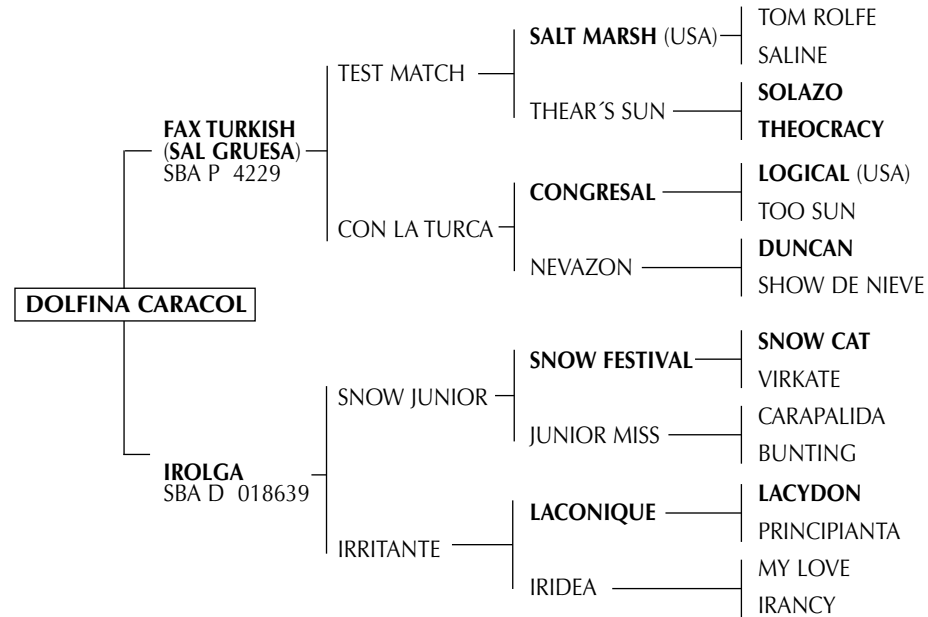 TOM ROLFE
SALT MARSH (USA)
SALINE
TEST MATCH
SOLAZO
THEAR´S SUN
THEOCRACY
FAX TURKISH
(SAL GRUESA)
SBA P 4229
LOGICAL (USA)
CONGRESAL
TOO SUN
CON LA TURCA
DUNCAN
NEVAZON
SHOW DE NIEVE
DOLFINA CARACOL
SNOW CAT
SNOW FESTIVAL
VIRKATE
SNOW JUNIOR
CARAPALIDA
JUNIOR MISS
BUNTING
IROLGA
SBA D 018639
LACYDON
LACONIQUE
PRINCIPIANTA
IRRITANTE
MY LOVE
IRIDEA
IRANCY